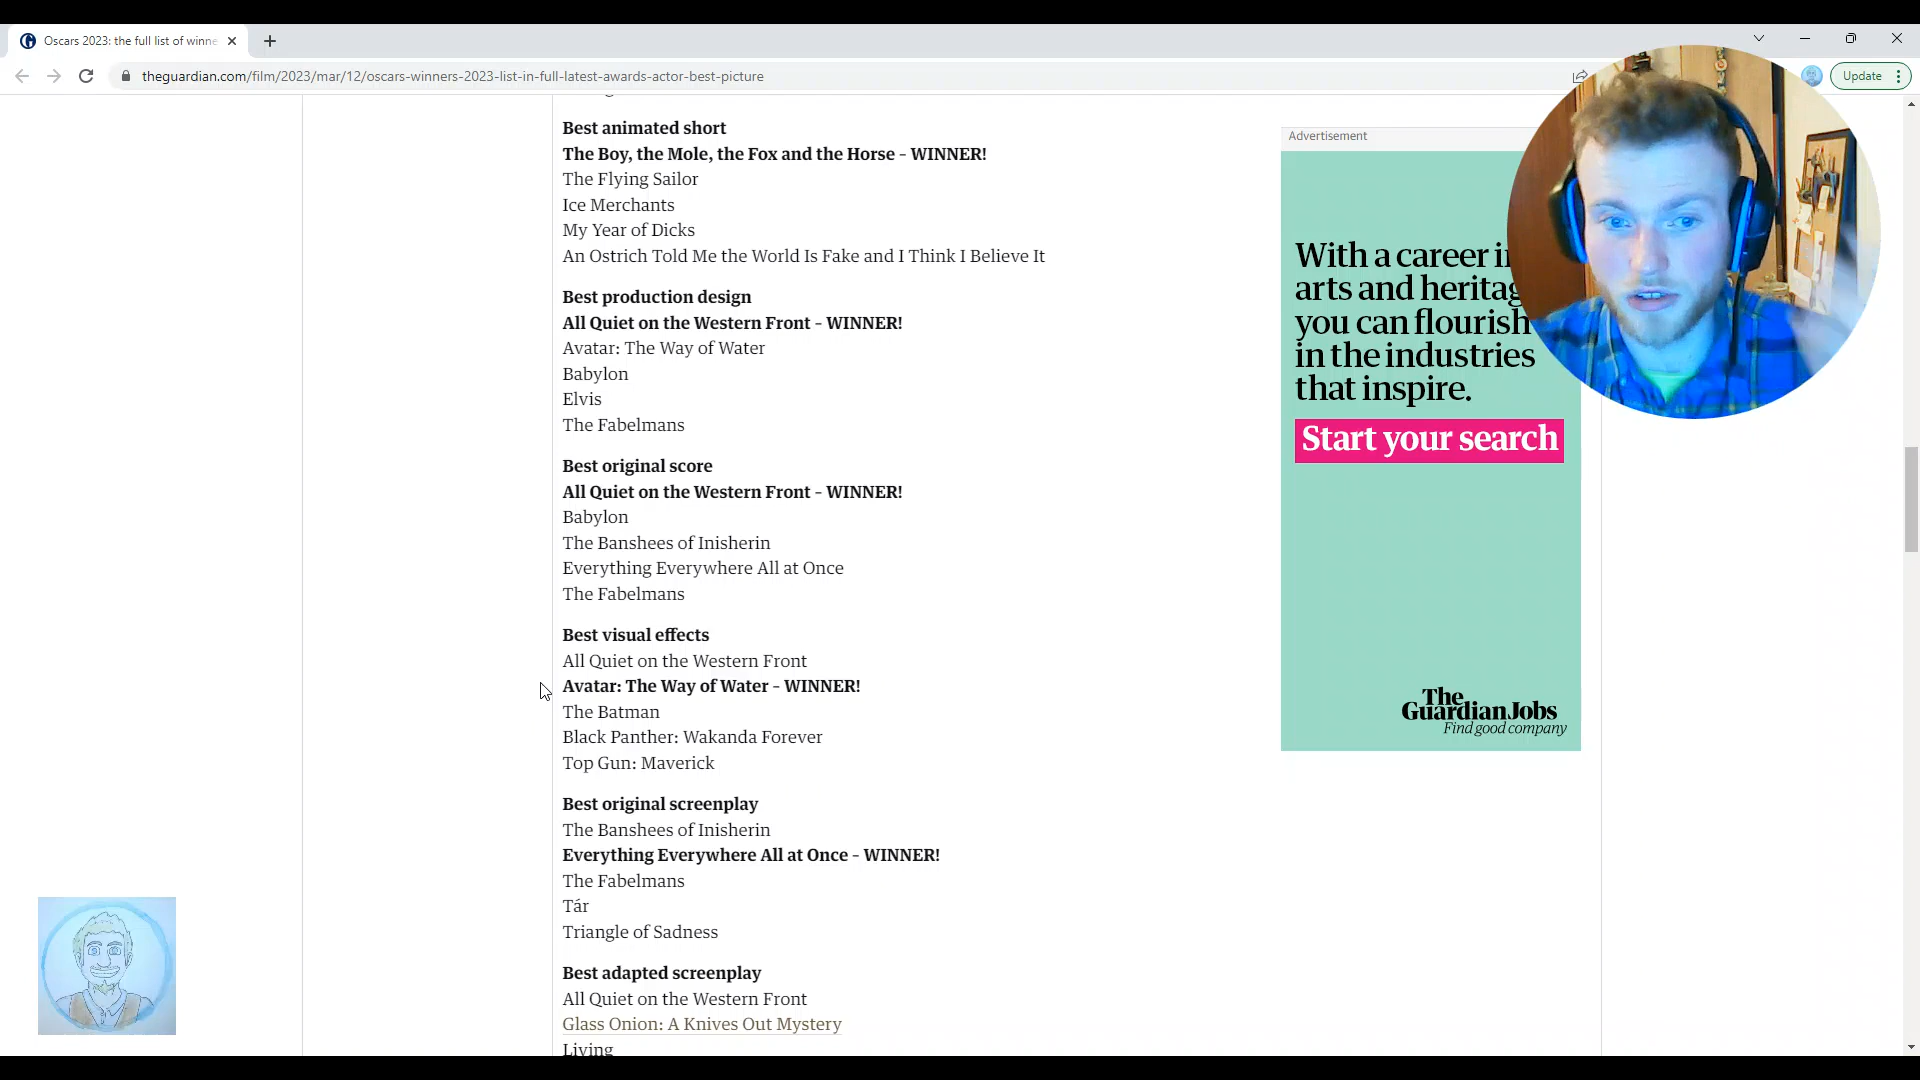 Oscars 2023: the full list of winne
theguardian.com/film/2023/mar/12/oscars-winners-2023-list-in-full-latest-awards-actor-best-picture
Update
Best animated short
The Boy, the Mole, the Fox and the Horse – WINNER!
The Flying Sailor
Ice Merchants
My Year of Dicks
An Ostrich Told Me the World Is Fake and I Think I Believe It
Best production design
All Quiet on the Western Front – WINNER!
Avatar: The Way of Water
Babylon
Elvis
The Fabelmans
Best original score
All Quiet on the Western Front – WINNER!
Babylon
The Banshees of Inisherin
Everything Everywhere All at Once
The Fabelmans
Best visual effects
All Quiet on the Western Front
Avatar: The Way of Water – WINNER!
The Batman
Black Panther: Wakanda Forever
Top Gun: Maverick
Best original screenplay
The Banshees of Inisherin
Everything Everywhere All at Once – WINNER!
The Fabelmans
Tár
Triangle of Sadness
Best adapted screenplay
All Quiet on the Western Front
Glass Onion: A Knives Out Mystery
Living
Advertisement
With a career in
arts and heritag
you can flourish
in the industries
that inspire.
Start your search
The
Guardian Jobs
Find good company